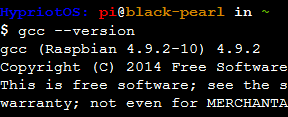 HypriotOS: pi@black-pearl in ~
$ gcc --version
gcc (Raspbian 4.9.2-10) 4.9.2
Copyright (C) 2014 Free Software
This is free software; see the s
warranty; not even for MERCHANTA